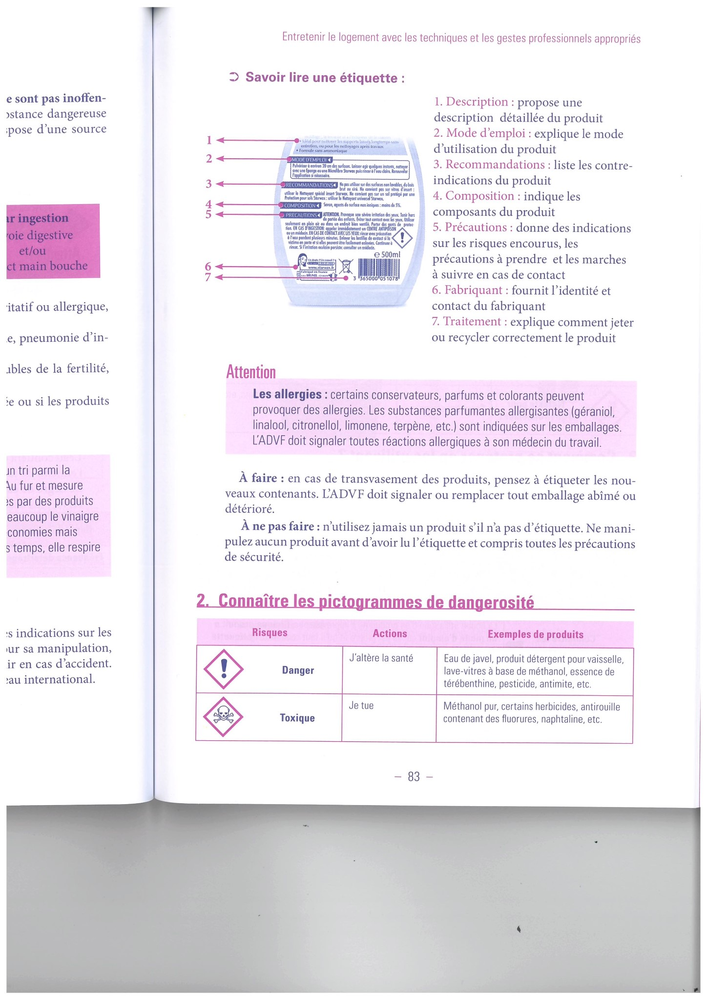 e sont pas inoffen-
ostance dangereuse
pose d’une source
ar ingestion
oie digestive
et/ou
ct main bouche
ritatif ou allergique,
e, pneumonie d’in-
ubles de la fertilité,
ée ou si les produits
un tri parmi la
Au fur et mesure
es par des produits
eaucoup le vinaigre
conomies mais
s temps, elle respire
es indications sur les
our sa manipulation,
ir en cas d’accident.
eau international.
Entretenir le logement avec les techniques et les gestes professionnels appropriés
Savoir lire une étiquette :
1
2
3
4
5
6
7
• Idéal pour nettoyer les supports laissés longtemps sans
entretien, ou pour les nettoyages après travaux
• Formule sans ammoniaque
MODE D'EMPLOI
Pulvériser à environ 20 cm des surfaces. Laisser agir quelques instants, nettoyer
avec une Eponge ou une Microfibre Starwax puis rincer à l'eau claire. Renouveler
l'application si nécessaire.
RECOMMANDATIONS Ne pas utiliser sur des surfaces non lavables, du bois
brut ou ciré. Ne convient pas sur vitres d'insert :
utiliser le Nettoyant spécial insert Starwax. Ne convient pas sur un sol protégé par une
Protection pour sols Starwax : utiliser le Nettoyant universel Starwax.
COMPOSITION Savon, agents de surface non ioniques : moins de 5%.
PRECAUTIONS ATTENTION. Provoque une sévère irritation des yeux. Tenir hors
de portée des enfants. Eviter tout contact avec les yeux. Utiliser
seulement en plein air ou dans un endroit bien ventilé. Porter des gants de protec-
tion. EN CAS D'INGESTION: appeler immédiatement un CENTRE ANTIPOISON
ou un médecin. EN CAS DE CONTACT AVEC LES YEUX: rincer avec précaution
à l'eau pendant plusieurs minutes. Enlever les lentilles de contact si la
victime en porte et si elles peuvent être facilement enlevées. Continuer à
rincer. Si l'irritation oculaire persiste: consulter un médecin.
e 500ml
Un doute ? Un conseil ?
www.starwax.fr
Fabriqué en France
3 365000 051078
1. Description : propose une
description détaillée du produit
2. Mode d’emploi : explique le mode
d’utilisation du produit
3. Recommandations : liste les contre-
indications du produit
4. Composition : indique les
composants du produit
5. Précautions : donne des indications
sur les risques encourus, les
précautions à prendre et les marches
à suivre en cas de contact
6. Fabriquant : fournit l’identité et
contact du fabriquant
7. Traitement : explique comment jeter
ou recycler correctement le produit
Attention
Les allergies : certains conservateurs, parfums et colorants peuvent
provoquer des allergies. Les substances parfumantes allergisantes (géraniol,
linalool, citronellol, limonene, terpène, etc.) sont indiquées sur les emballages.
L’ADVF doit signaler toutes réactions allergiques à son médecin du travail.
À faire : en cas de transvasement des produits, pensez à étiqueter les nou-
veaux contenants. L’ADVF doit signaler ou remplacer tout emballage abîmé ou
détérioré.
À ne pas faire : n’utilisez jamais un produit s’il n’a pas d’étiquette. Ne mani-
pulez aucun produit avant d’avoir lu l’étiquette et compris toutes les précautions
de sécurité.
2. Connaître les pictogrammes de dangerosité
Risques Actions Exemples de produits
Danger
J’altère la santé
Eau de javel, produit détergent pour vaisselle,
lave-vitres à base de méthanol, essence de
térébenthine, pesticide, antimite, etc.
Toxique
Je tue
Méthanol pur, certains herbicides, antirouille
contenant des fluorures, naphtaline, etc.
– 83 –